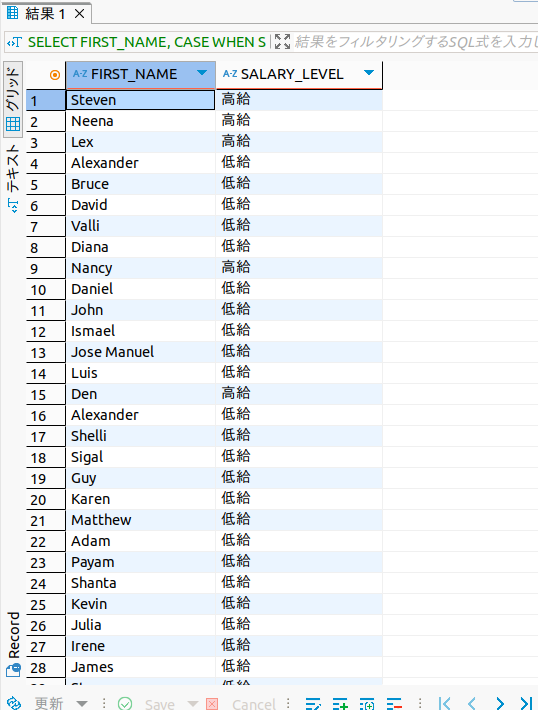 結果 1
SELECT FIRST_NAME, CASE WHEN S 結果をフィルタリングするSQL式を入力し
グリッド
テキスト
Record
A-Z FIRST_NAME A-Z SALARY_LEVEL
1 Steven 高給
2 Neena 高給
3 Lex 高給
4 Alexander 低給
5 Bruce 低給
6 David 低給
7 Valli 低給
8 Diana 低給
9 Nancy 高給
10 Daniel 低給
11 John 低給
12 Ismael 低給
13 Jose Manuel 低給
14 Luis 低給
15 Den 高給
16 Alexander 低給
17 Shelli 低給
18 Sigal 低給
19 Guy 低給
20 Karen 低給
21 Matthew 低給
22 Adam 低給
23 Payam 低給
24 Shanta 低給
25 Kevin 低給
26 Julia 低給
27 Irene 低給
28 James 低給
更新 Save Cancel